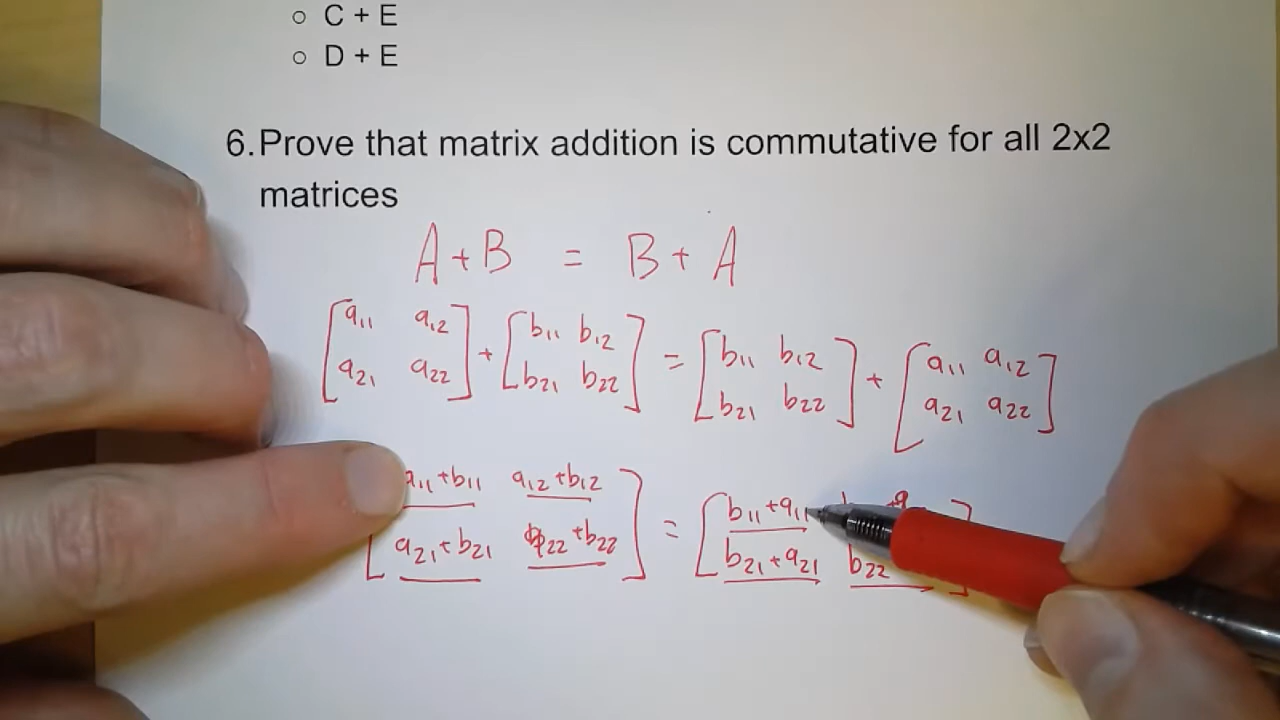 ○ C + E
○ D + E
6. Prove that matrix addition is commutative for all 2x2
matrices
A + B = B + A
[a₁₁ a₁₂ + [b₁₁ b₁₂ = [b₁₁ b₁₂ + [a₁₁ a₁₂
a₂₁ a₂₂] b₂₁ b₂₂] b₂₁ b₂₂] a₂₁ a₂₂]
[a₁₁+b₁₁ a₁₂+b₁₂ = [b₁₁+a₁₁
a₂₁+b₂₁ a₂₂+b₂₂] b₂₁+a₂₁ b₂₂ ]